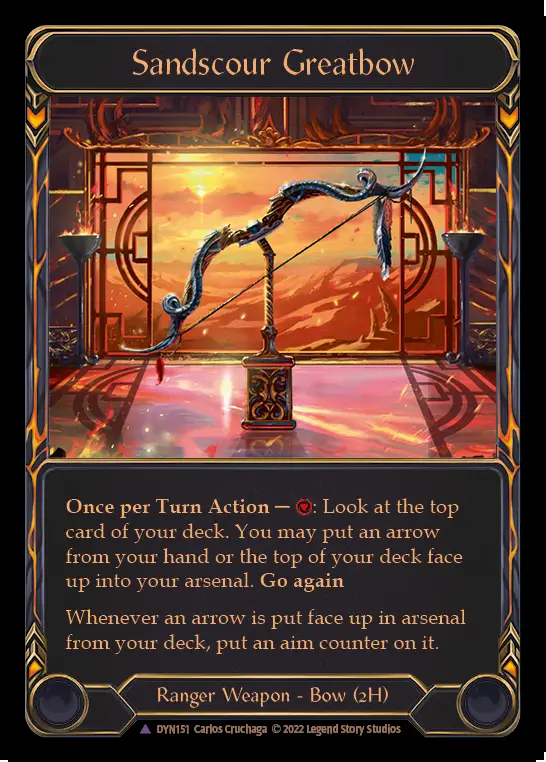 Sandscour Greatbow
Once per Turn Action — : Look at the top
card of your deck. You may put an arrow
from your hand or the top of your deck face
up into your arsenal. Go again
Whenever an arrow is put face up in arsenal
from your deck, put an aim counter on it.
Ranger Weapon - Bow (2H)
DYN151 Carlos Cruchaga © 2022 Legend Story Studios